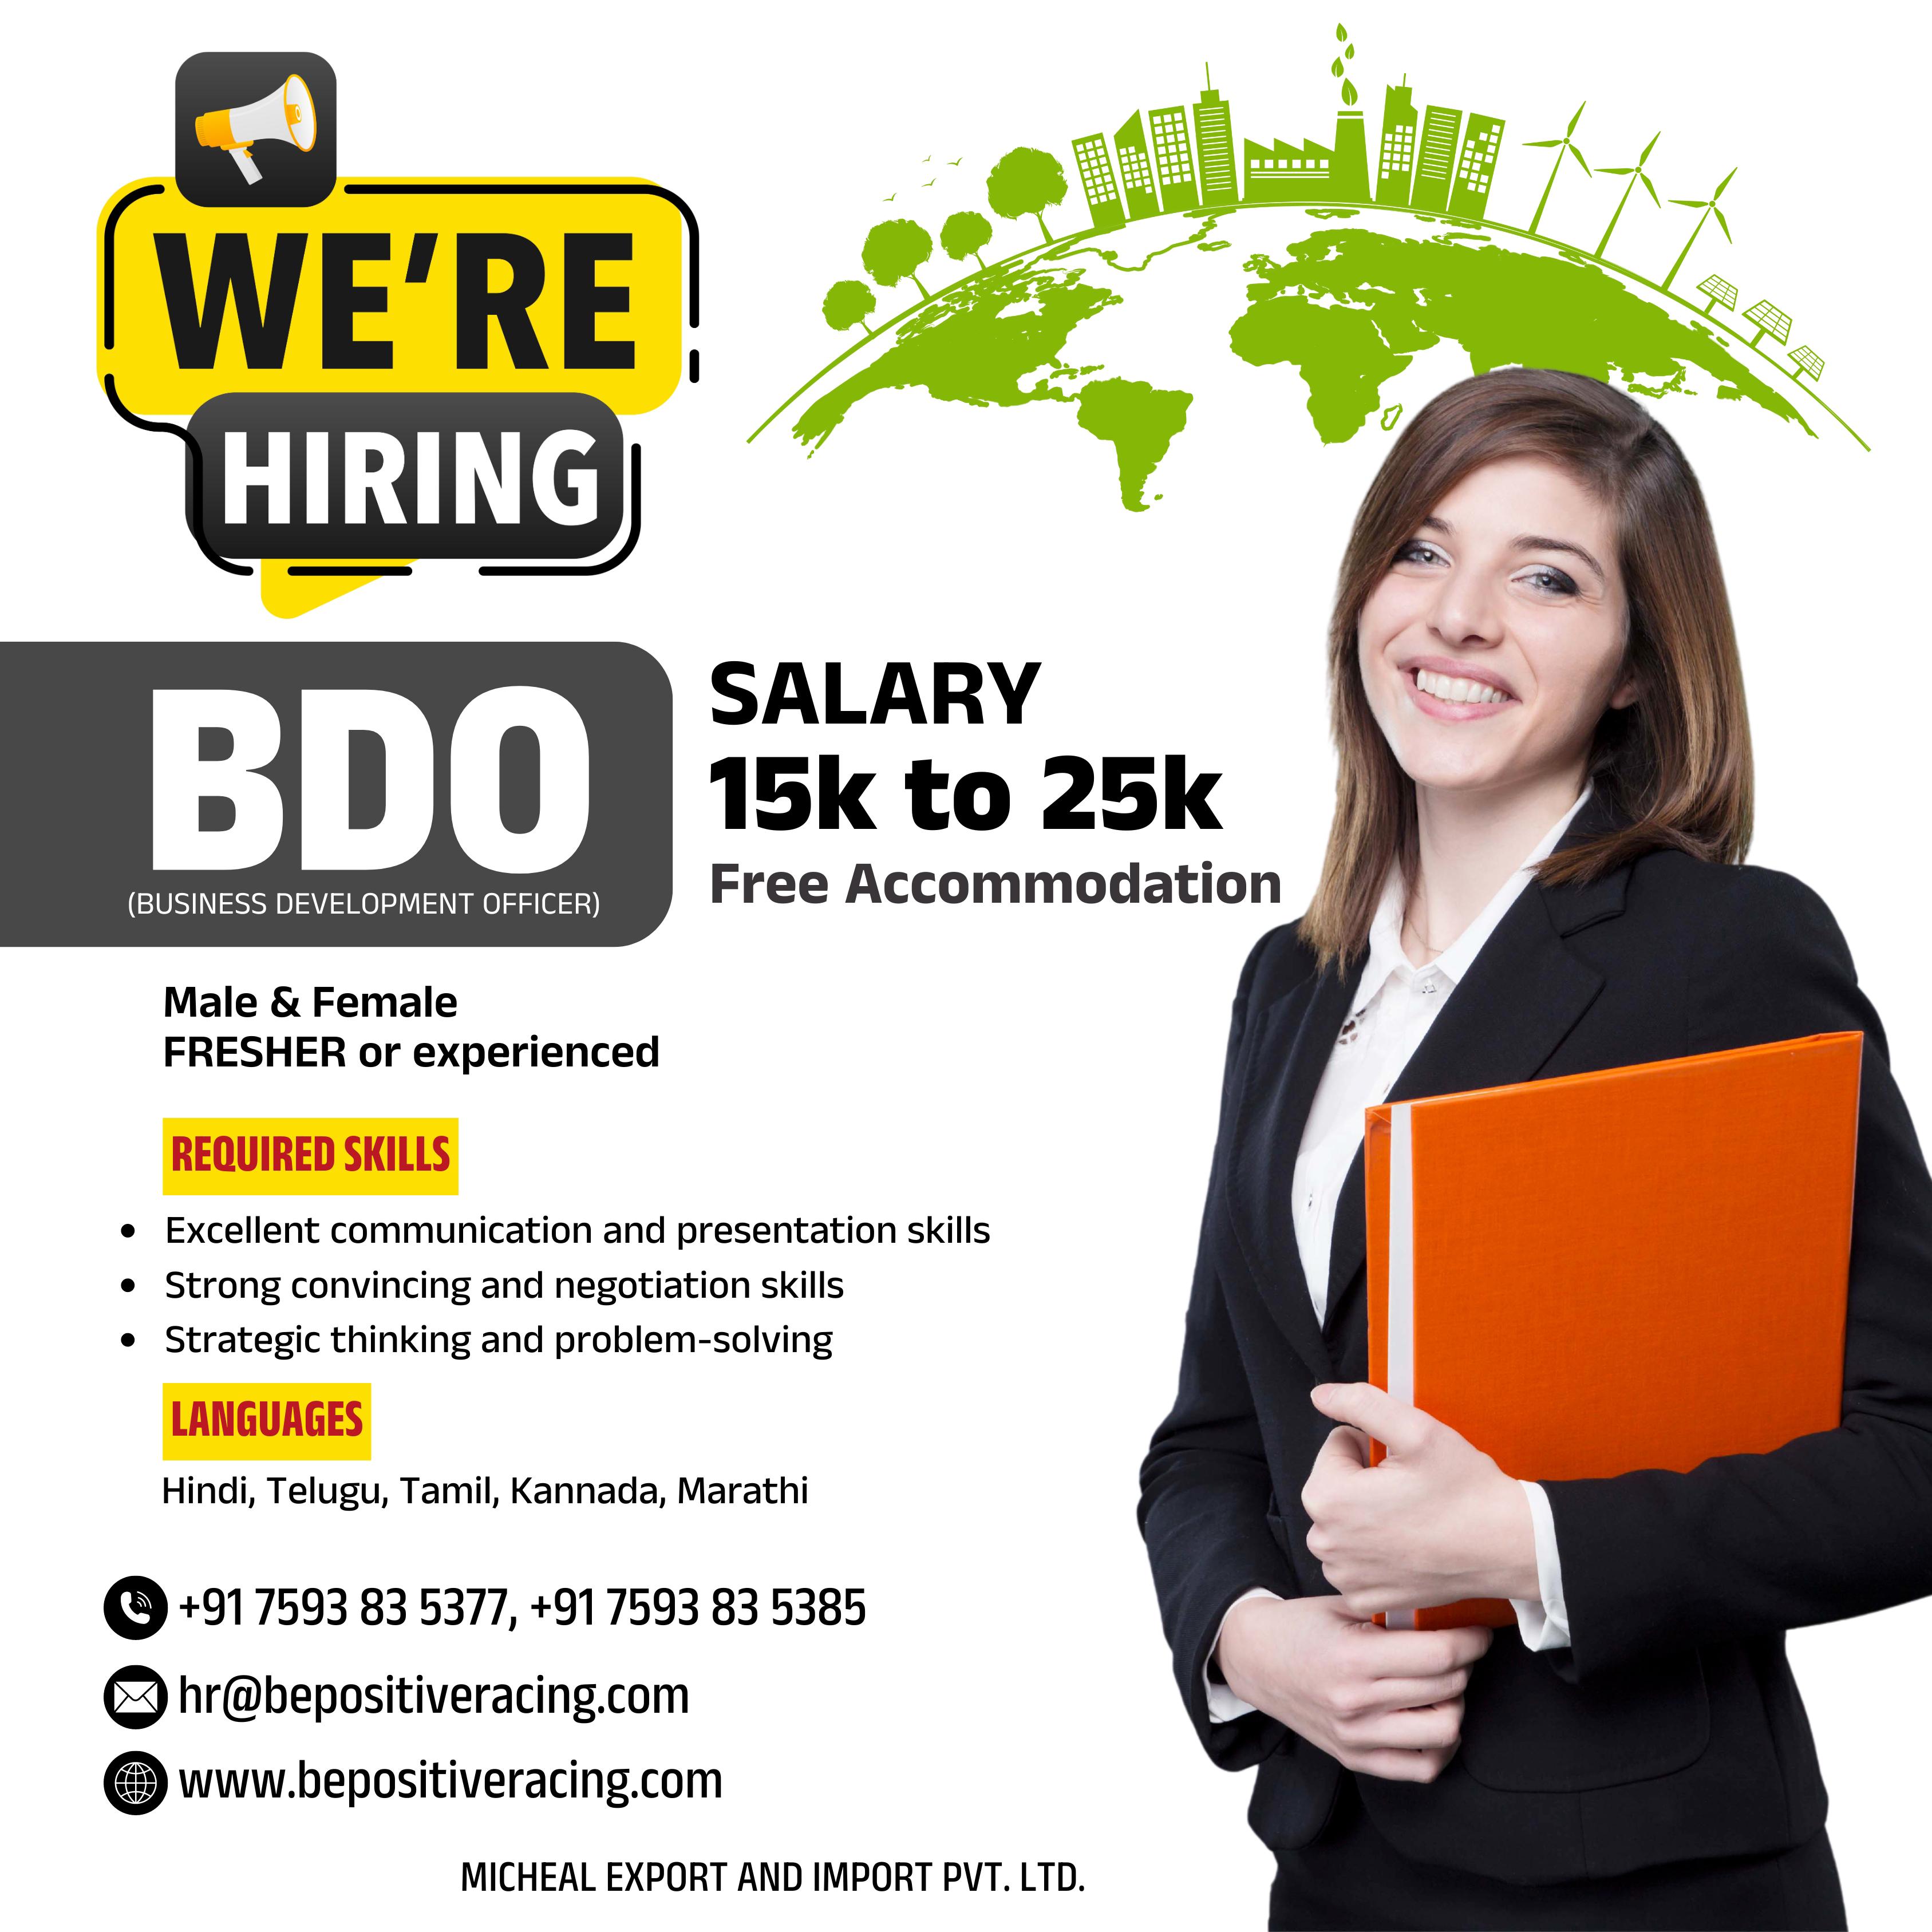 WE'RE
HIRING
BDO
(BUSINESS DEVELOPMENT OFFICER)
SALARY
15k to 25k
Free Accommodation
Male & Female
FRESHER or experienced
REQUIRED SKILLS
• Excellent communication and presentation skills
• Strong convincing and negotiation skills
• Strategic thinking and problem-solving
LANGUAGES
Hindi, Telugu, Tamil, Kannada, Marathi
+91 7593 83 5377, +91 7593 83 5385
hr@bepositiveracing.com
www.bepositiveracing.com
MICHEAL EXPORT AND IMPORT PVT. LTD.